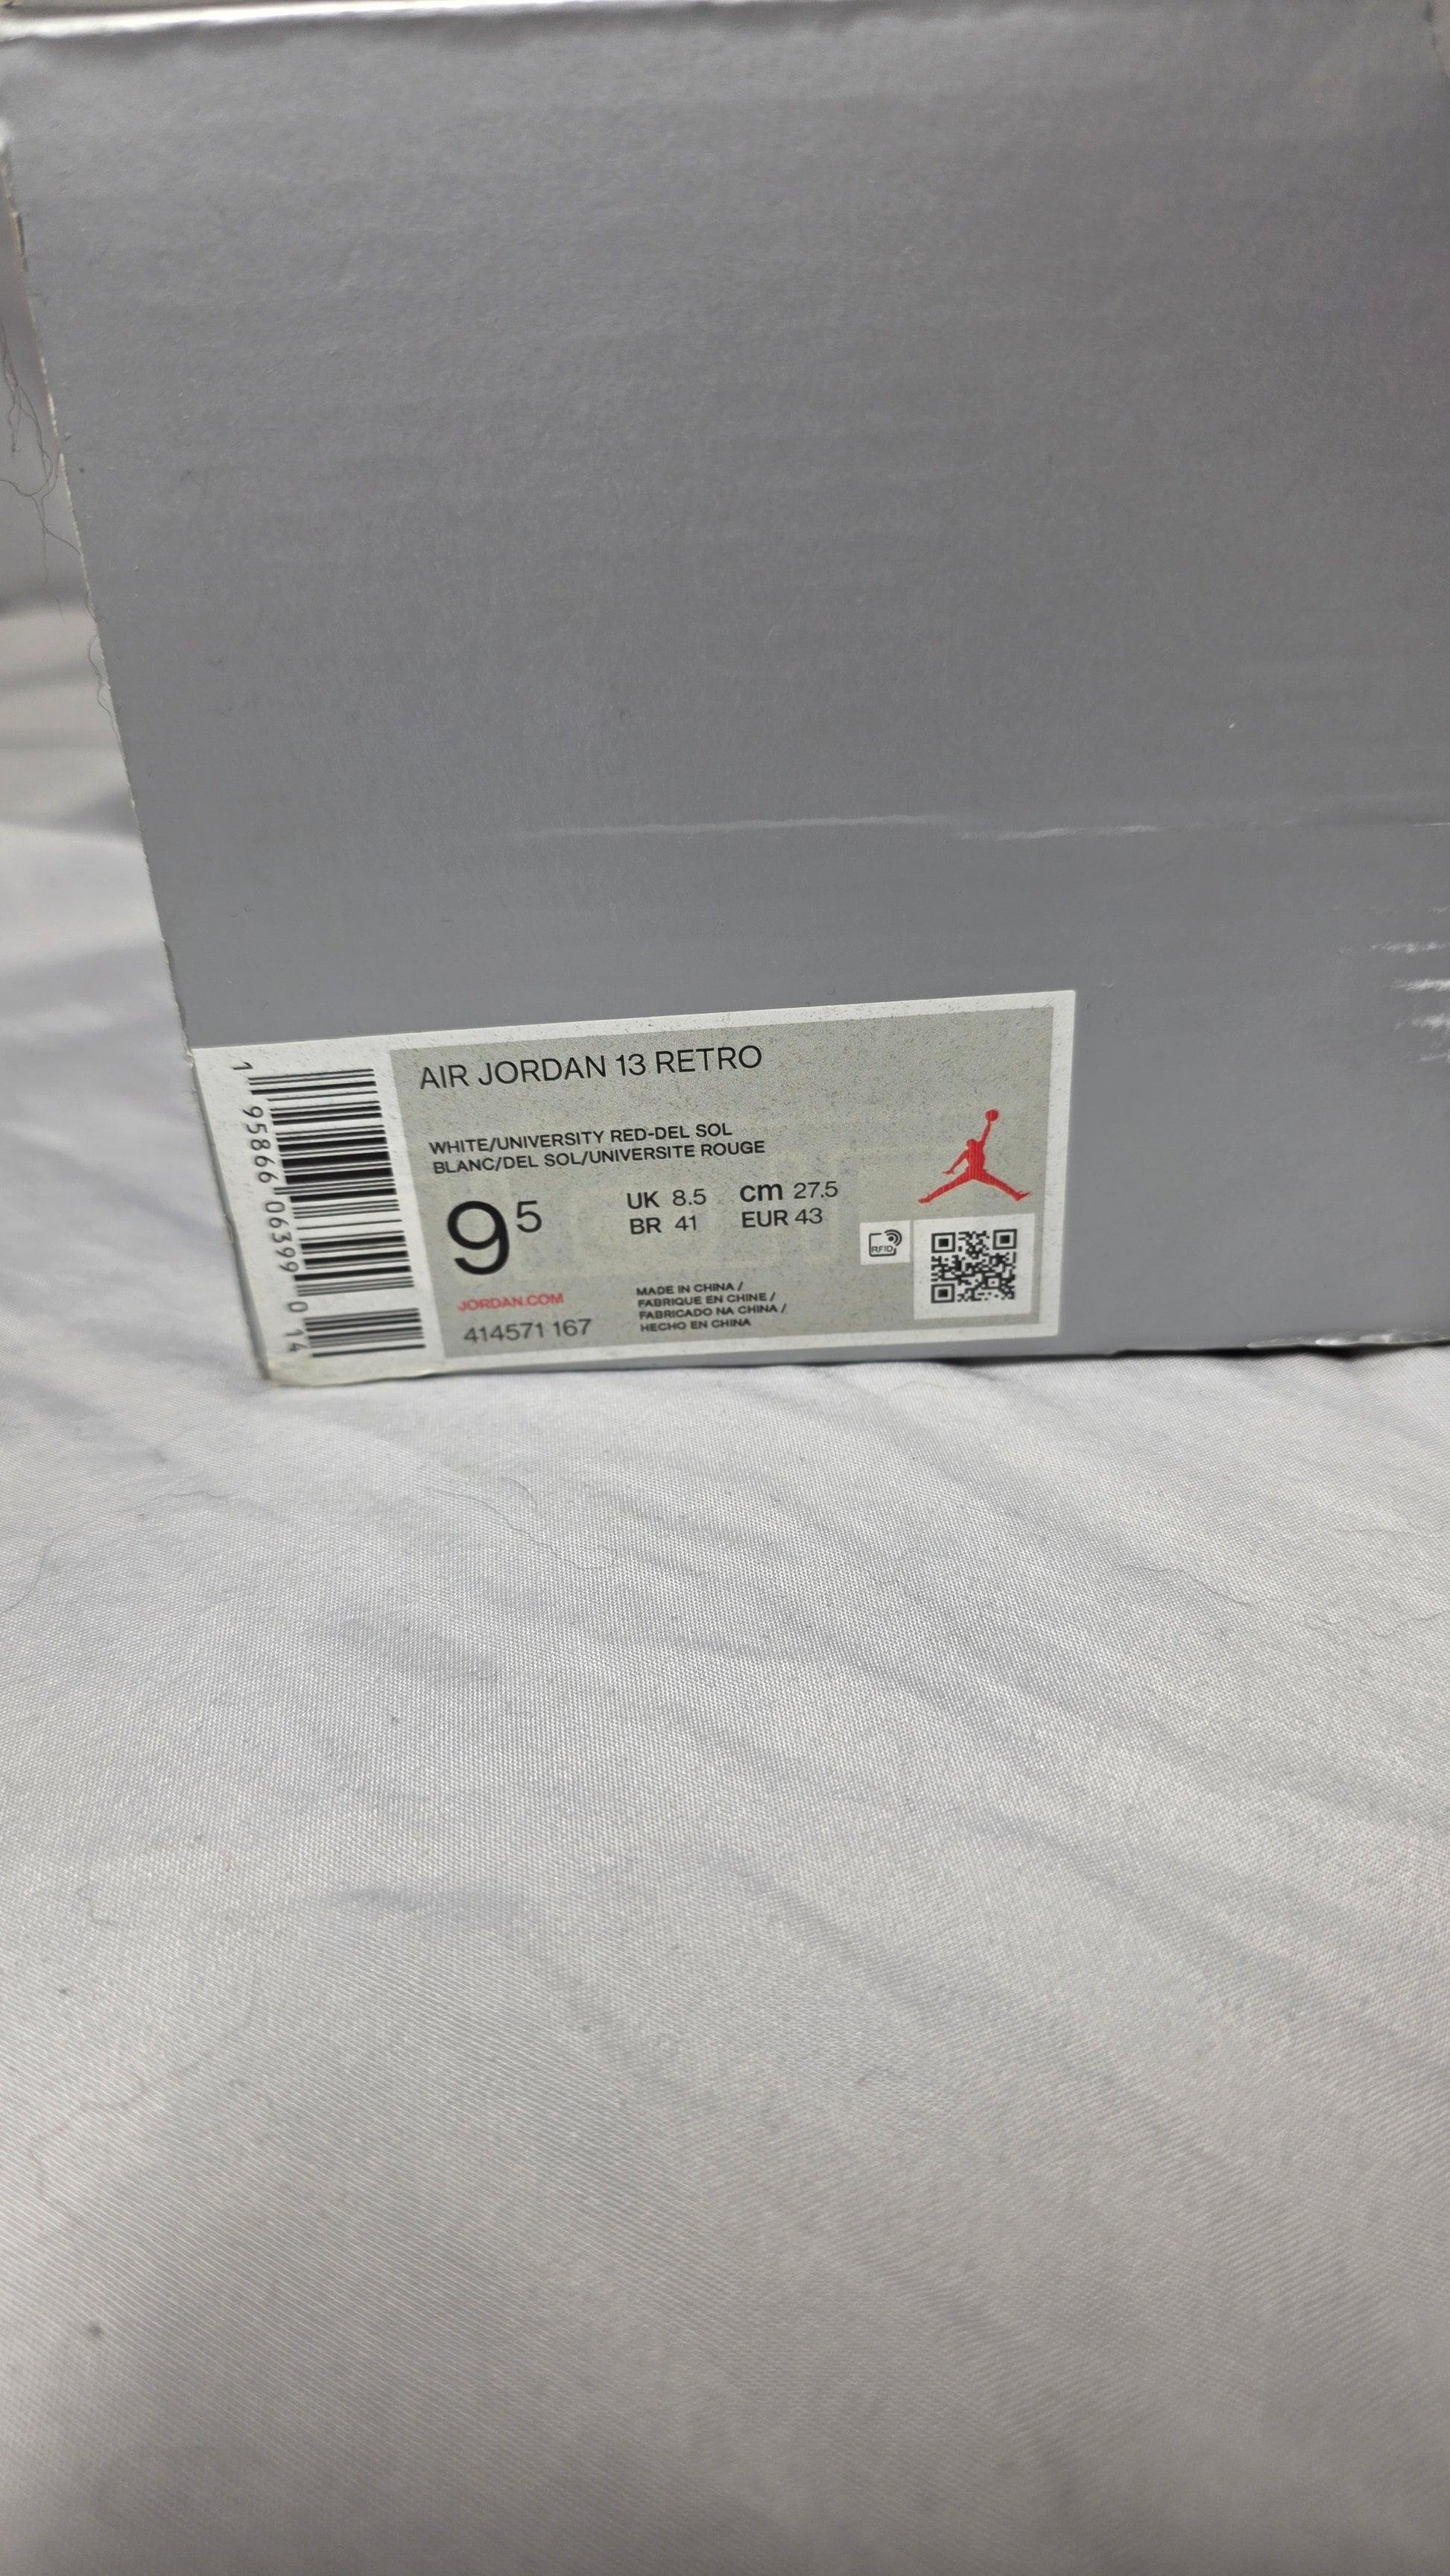 AIR JORDAN 13 RETRO
WHITE/UNIVERSITY RED-DEL SOL
BLANC/DEL SOL/UNIVERSITE ROUGE
9⁵
UK 8.5 cm 27.5
BR 41 EUR 43
JORDAN.COM
414571 167
MADE IN CHINA /
FABRIQUE EN CHINE /
FABRICADO NA CHINA /
HECHO EN CHINA
RFID
1 95866 06399 0 14